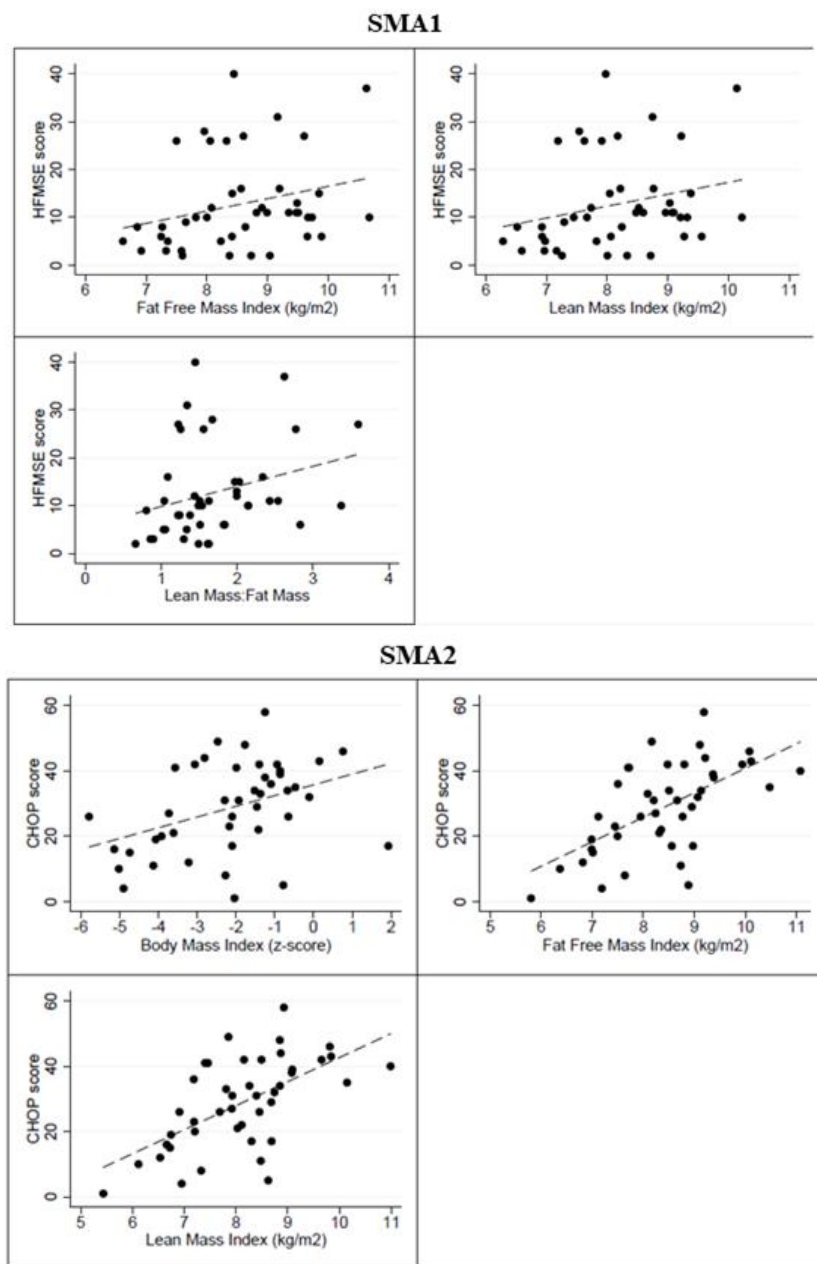 SMA1
HFMSE score
0 10 20 30 40
6 7 8 9 10 11
Fat Free Mass Index (kg/m2)
HFMSE score
0 10 20 30 40
6 7 8 9 10 11
Lean Mass Index (kg/m2)
HFMSE score
0 10 20 30 40
0 1 2 3 4
Lean Mass:Fat Mass
SMA2
CHOP score
0 20 40 60
-6 -5 -4 -3 -2 -1 0 1 2
Body Mass Index (z-score)
CHOP score
0 20 40 60
5 6 7 8 9 10 11
Fat Free Mass Index (kg/m2)
CHOP score
0 20 40 60
5 6 7 8 9 10 11
Lean Mass Index (kg/m2)